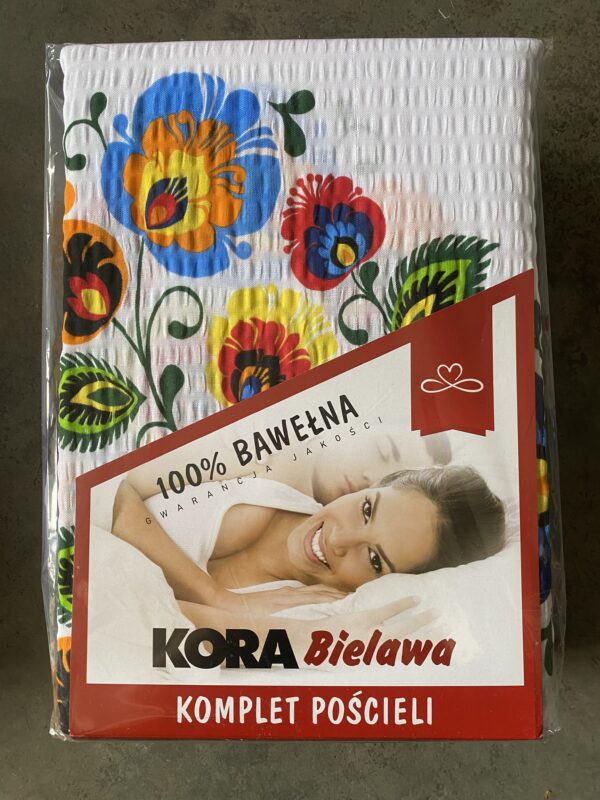 100% BAWEŁNA
GWARANCJA JAKOŚCI
KORA Bielawa
KOMPLET POŚCIELI